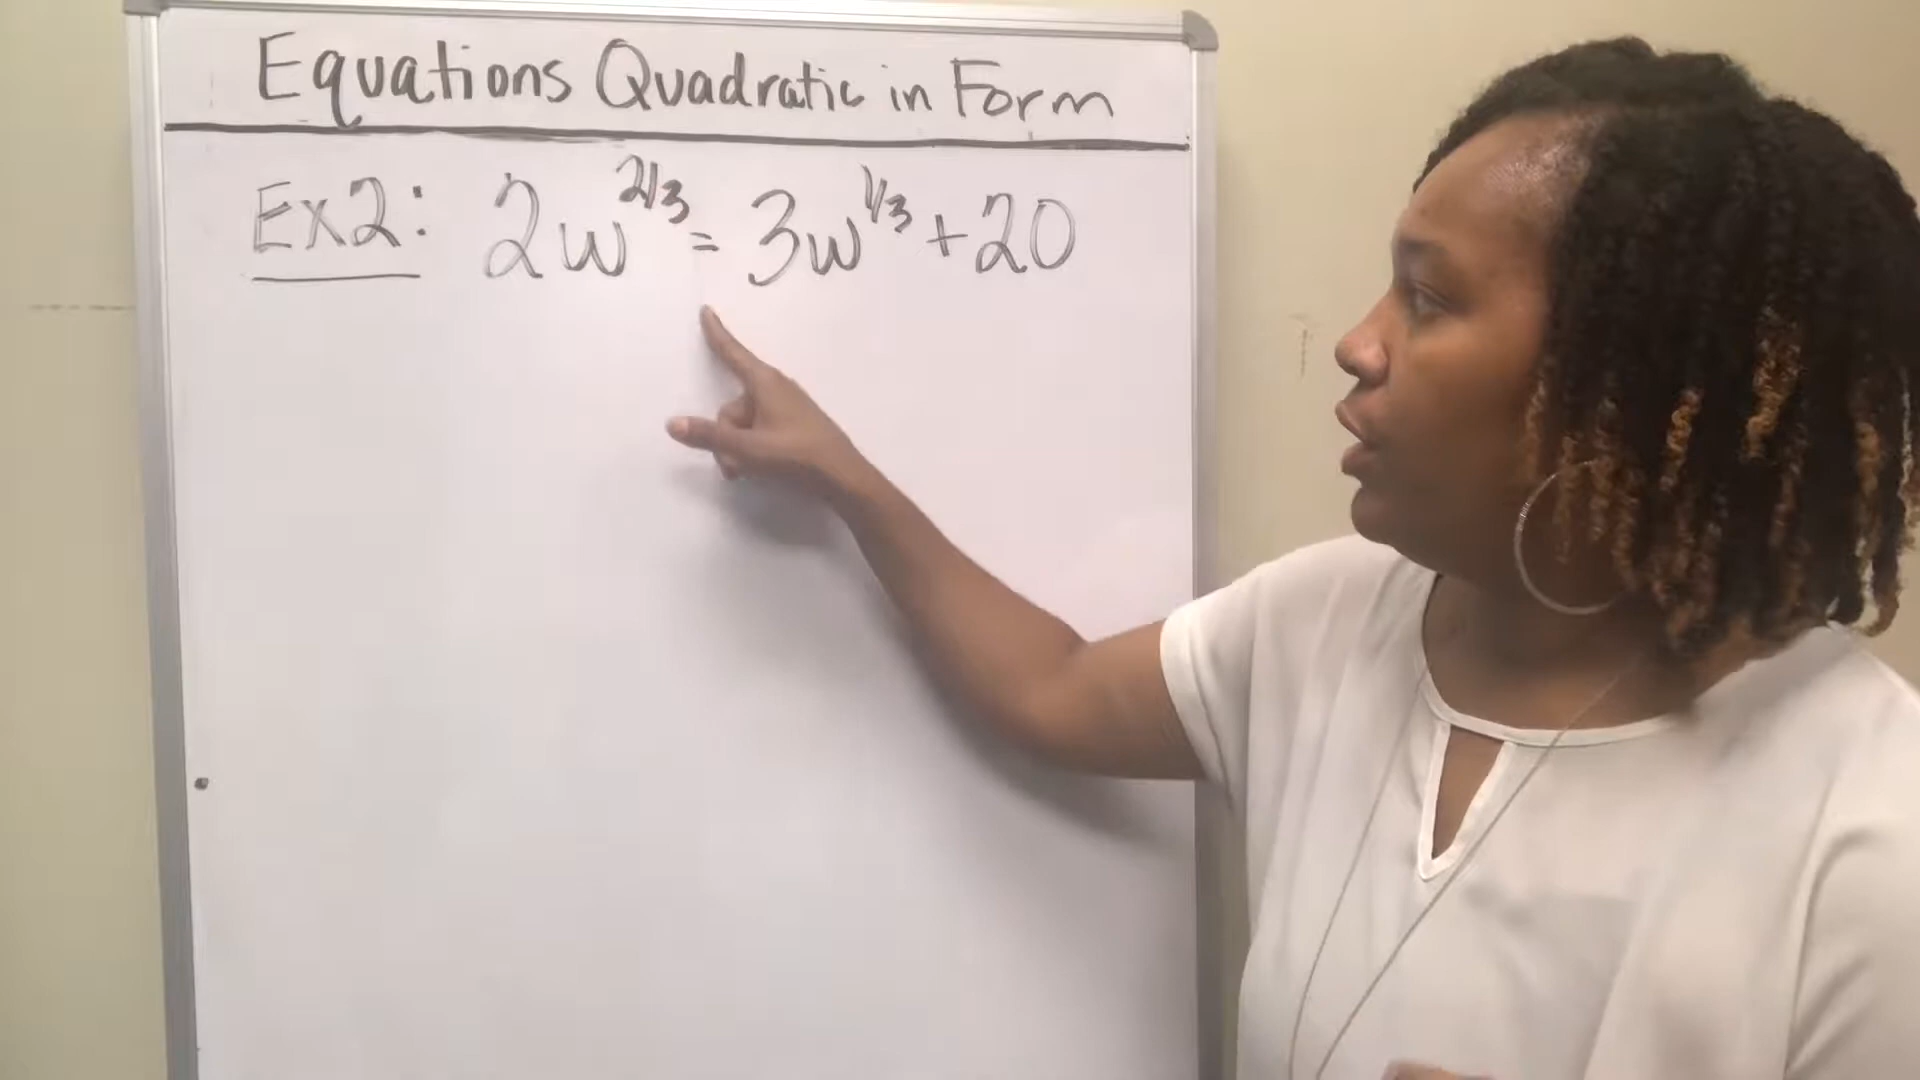 Equations Quadratic in Form
Ex2: 2w^2/3 = 3w^1/3 + 20